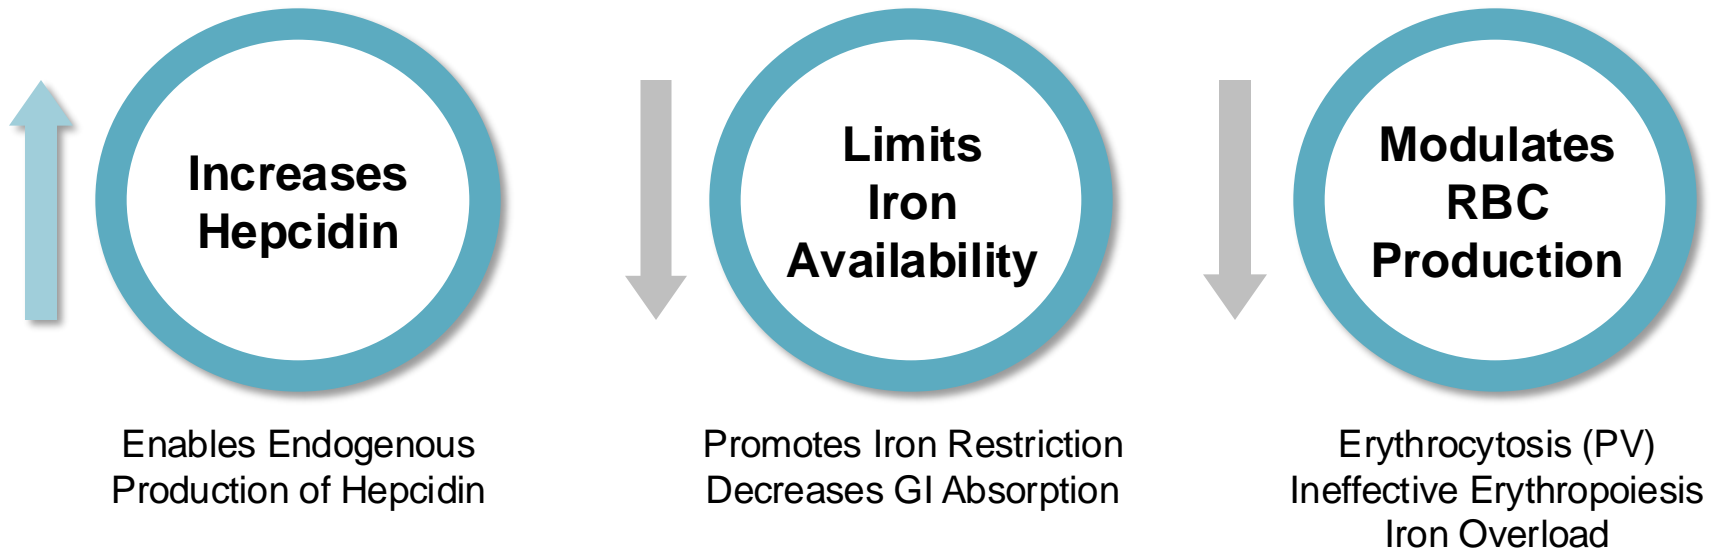 Increases
Hepcidin
Enables Endogenous
Production of Hepcidin
Limits
Iron
Availability
Promotes Iron Restriction
Decreases GI Absorption
Modulates
RBC
Production
Erythrocytosis (PV)
Ineffective Erythropoiesis
Iron Overload